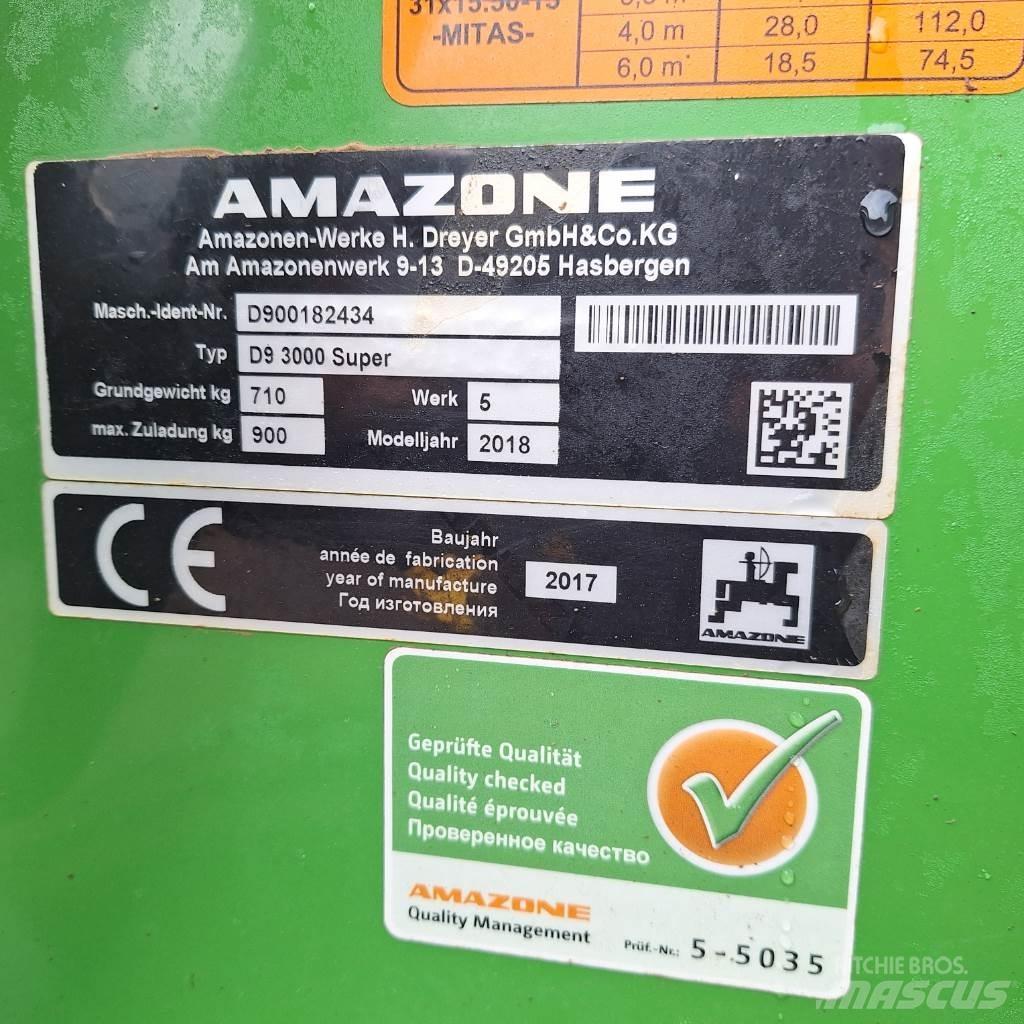 -MITAS-
4,0 m 28,0 112,0
6,0 m 18,5 74,5
AMAZONE
Amazonen-Werke H. Dreyer GmbH&Co.KG
Am Amazonenwerk 9-13 D-49205 Hasbergen
Masch.-Ident-Nr. D900182434
Typ D9 3000 Super
Grundgewicht kg 710 Werk 5
max. Zuladung kg 900 Modelljahr 2018
CE
Baujahr
année de fabrication
year of manufacture 2017
Год изготовления
AMAZONE
Geprüfte Qualität
Quality checked
Qualité éprouvée
Проверенное качество
AMAZONE
Quality Management
Prüf.-Nr.: 5-5035
RITCHIE BROS.
MASCUS